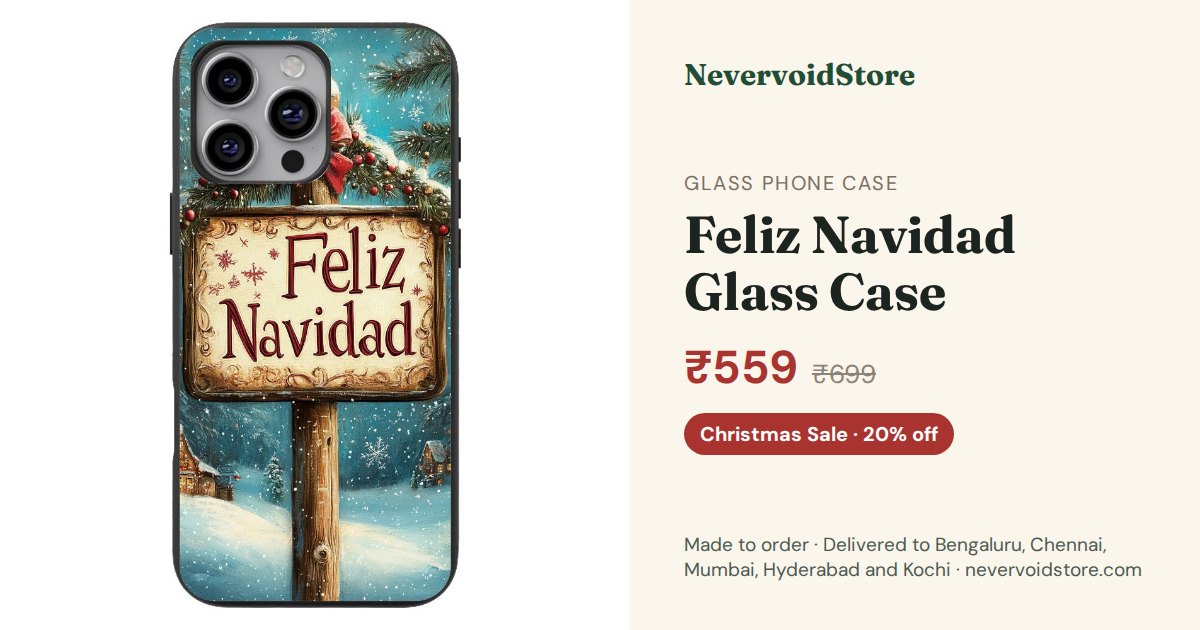 Feliz
Navidad
NevervoidStore
GLASS PHONE CASE
Feliz Navidad
Glass Case
₹559 ₹699
Christmas Sale · 20% off
Made to order · Delivered to Bengaluru, Chennai,
Mumbai, Hyderabad and Kochi · nevervoidstore.com